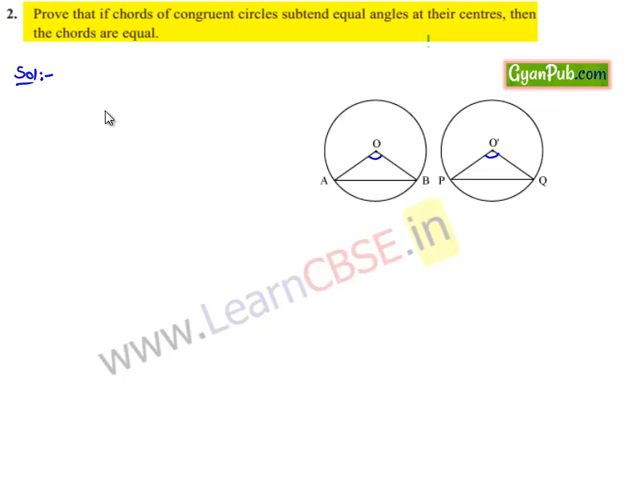 2. Prove that if chords of congruent circles subtend equal angles at their centres, then
the chords are equal.
Sol:-
GyanPub.com
O
O'
A
B
P
Q
www.LearnCBSE.in